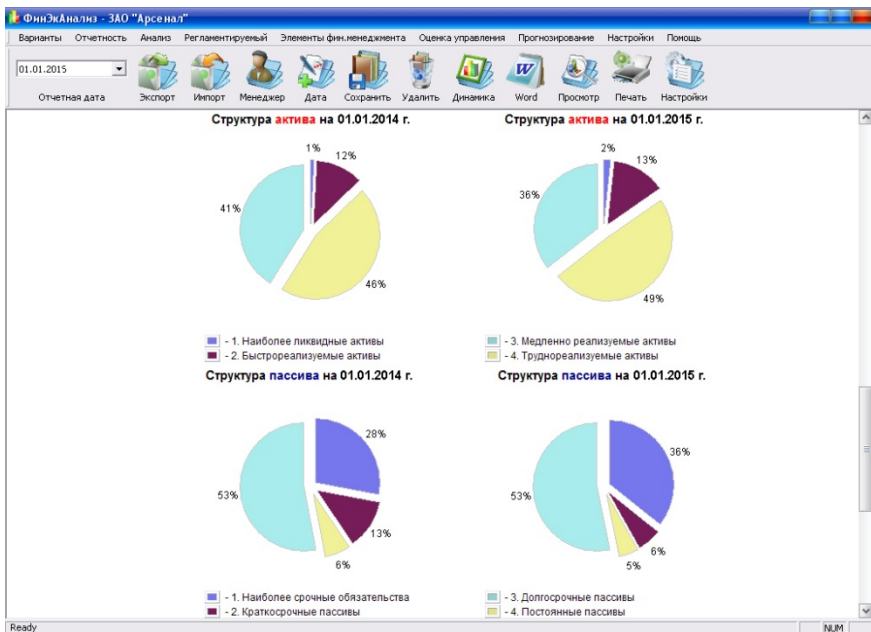 ФинЭкАнализ - ЗАО "Арсенал"
Варианты Отчетность Анализ Регламентируемый Элементы фин.менеджмента Оценка управления Прогнозирование Настройки Помощь
01.01.2015
Отчетная дата Экспорт Импорт Менеджер Дата Сохранить Удалить Динамика Word Просмотр Печать Настройки
Структура актива на 01.01.2014 г. Структура актива на 01.01.2015 г.
1% 12% 46% 41%
2% 13% 49% 36%
- 1. Наиболее ликвидные активы - 3. Медленно реализуемые активы
- 2. Быстрореализуемые активы - 4. Труднореализуемые активы
Структура пассива на 01.01.2014 г. Структура пассива на 01.01.2015 г.
28% 13% 6% 53%
36% 6% 5% 53%
- 1. Наиболее срочные обязательства - 3. Долгосрочные пассивы
- 2. Краткосрочные пассивы - 4. Постоянные пассивы
Ready NUM